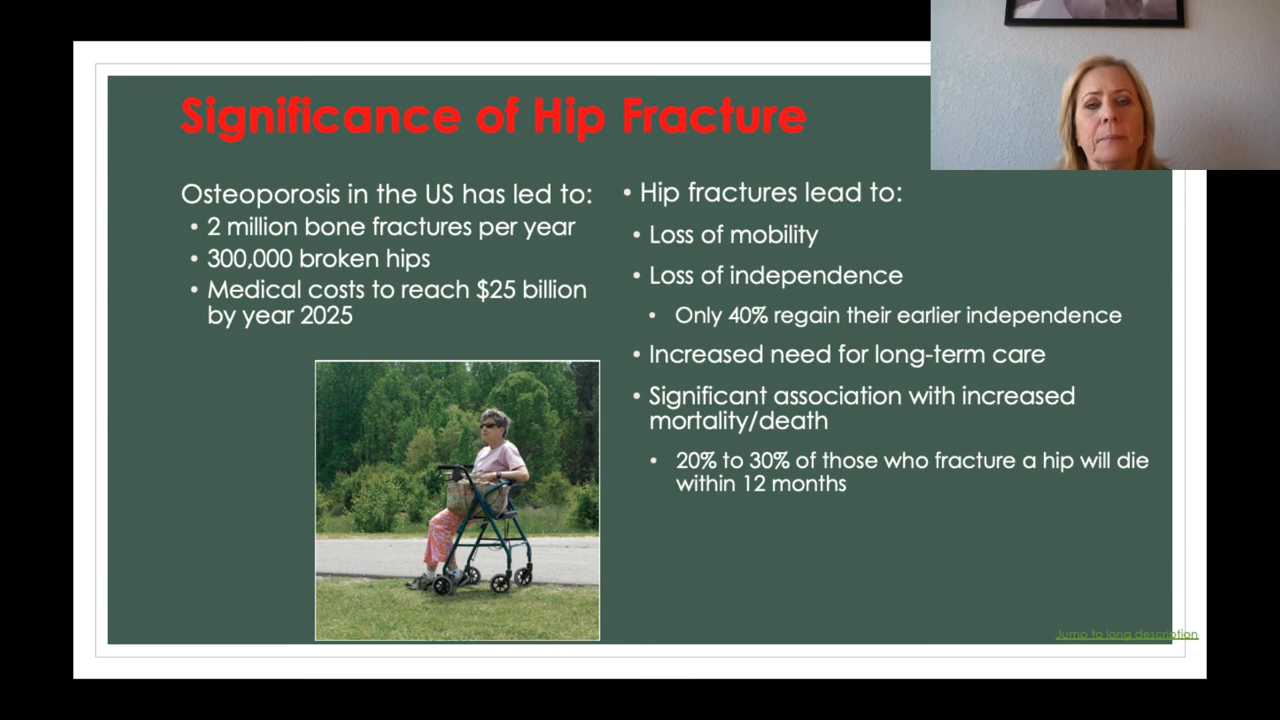 Significance of Hip Fracture
Osteoporosis in the US has led to:
• 2 million bone fractures per year
• 300,000 broken hips
• Medical costs to reach $25 billion
by year 2025
• Hip fractures lead to:
• Loss of mobility
• Loss of independence
• Only 40% regain their earlier independence
• Increased need for long-term care
• Significant association with increased
mortality/death
• 20% to 30% of those who fracture a hip will die
within 12 months
Jump to long description